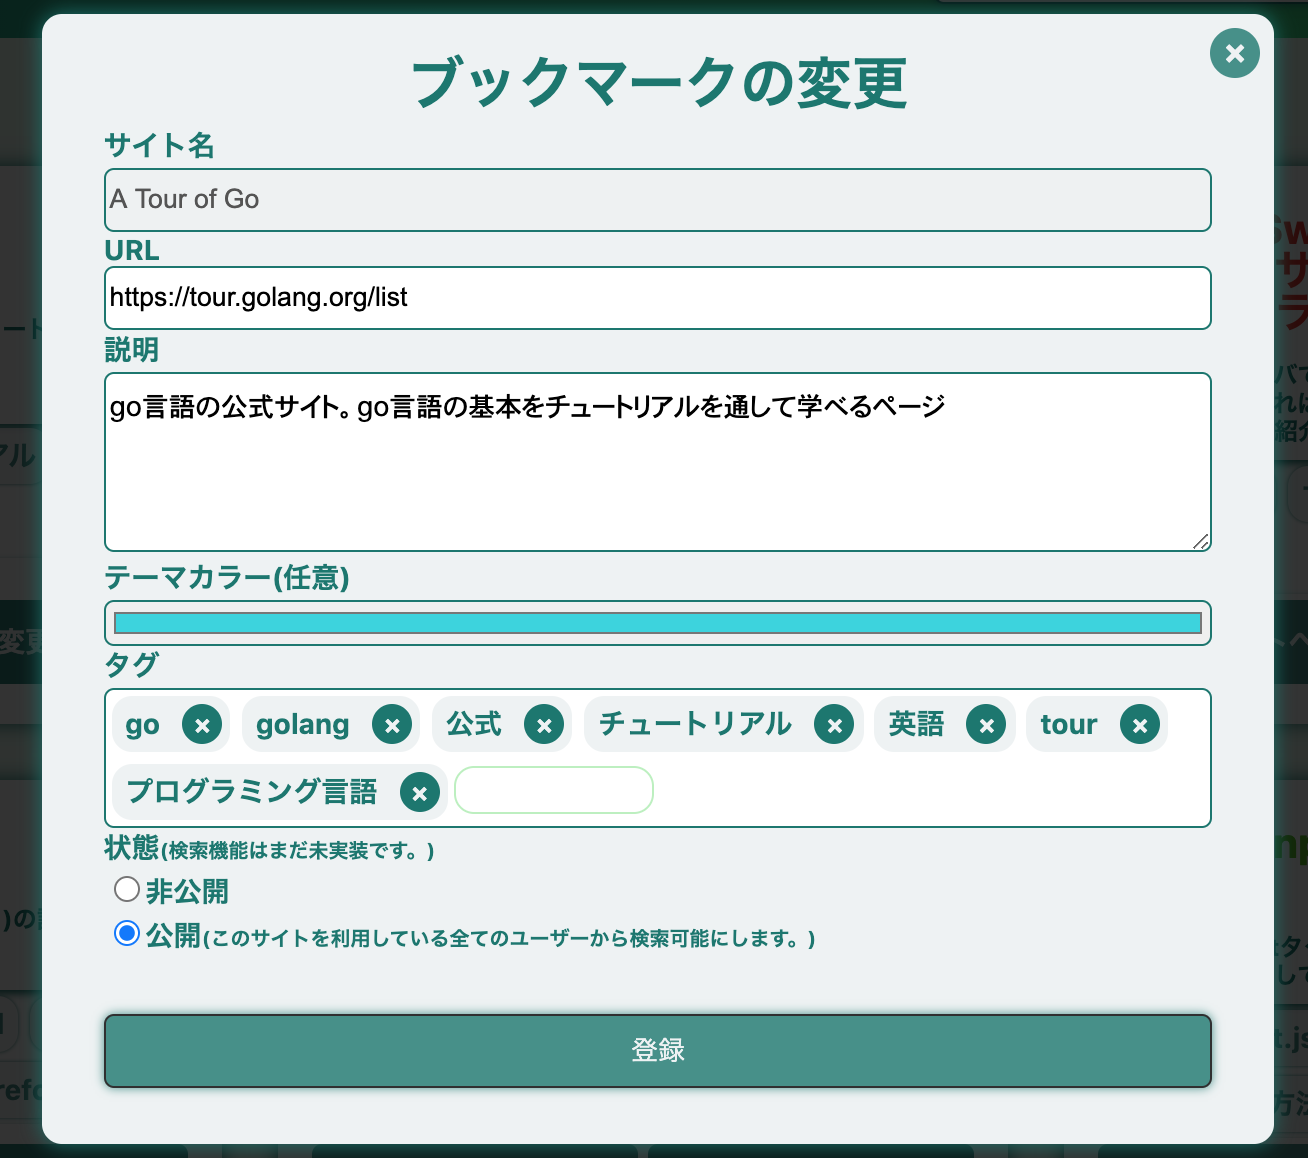 ブックマークの変更
サイト名
A Tour of Go
URL
https://tour.golang.org/list
説明
go言語の公式サイト。go言語の基本をチュートリアルを通して学べるページ
テーマカラー(任意)
タグ
go golang 公式 チュートリアル 英語 tour
プログラミング言語
状態(検索機能はまだ未実装です。)
非公開
公開(このサイトを利用している全てのユーザーから検索可能にします。)
登録